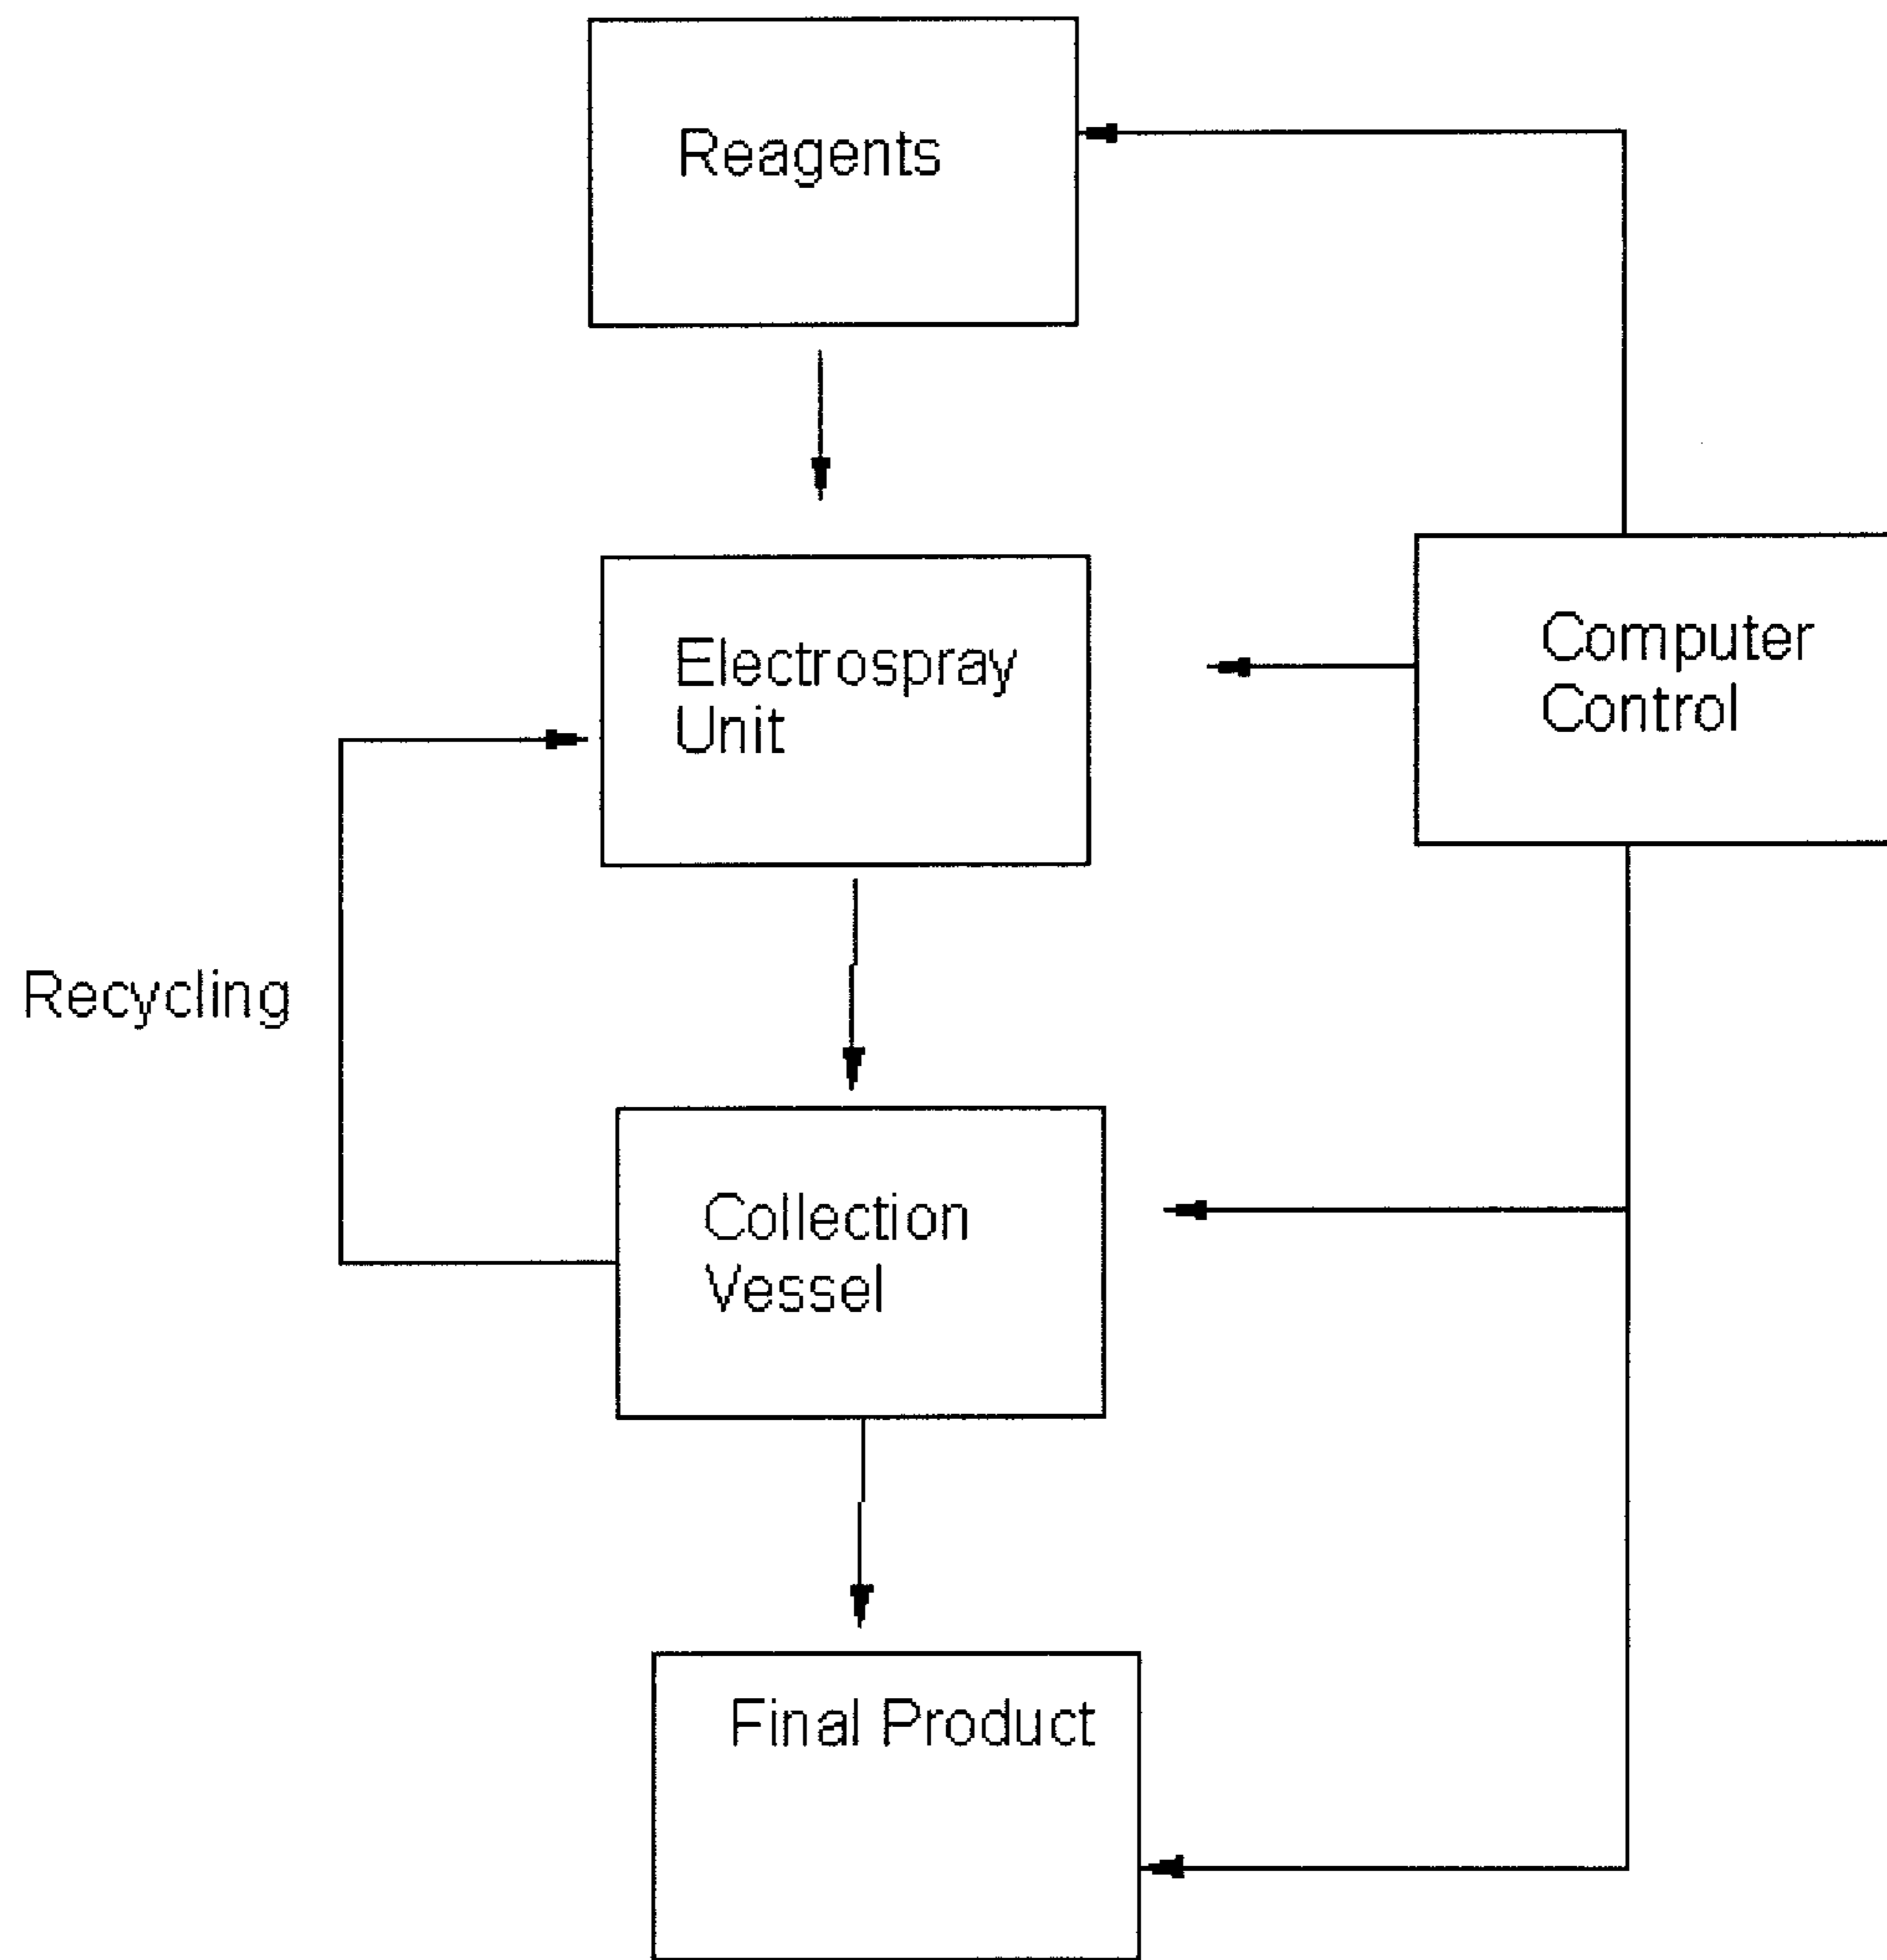 Reagents
Electrospray
Unit
Computer
Control
Recycling
Collection
Vessel
Final Product